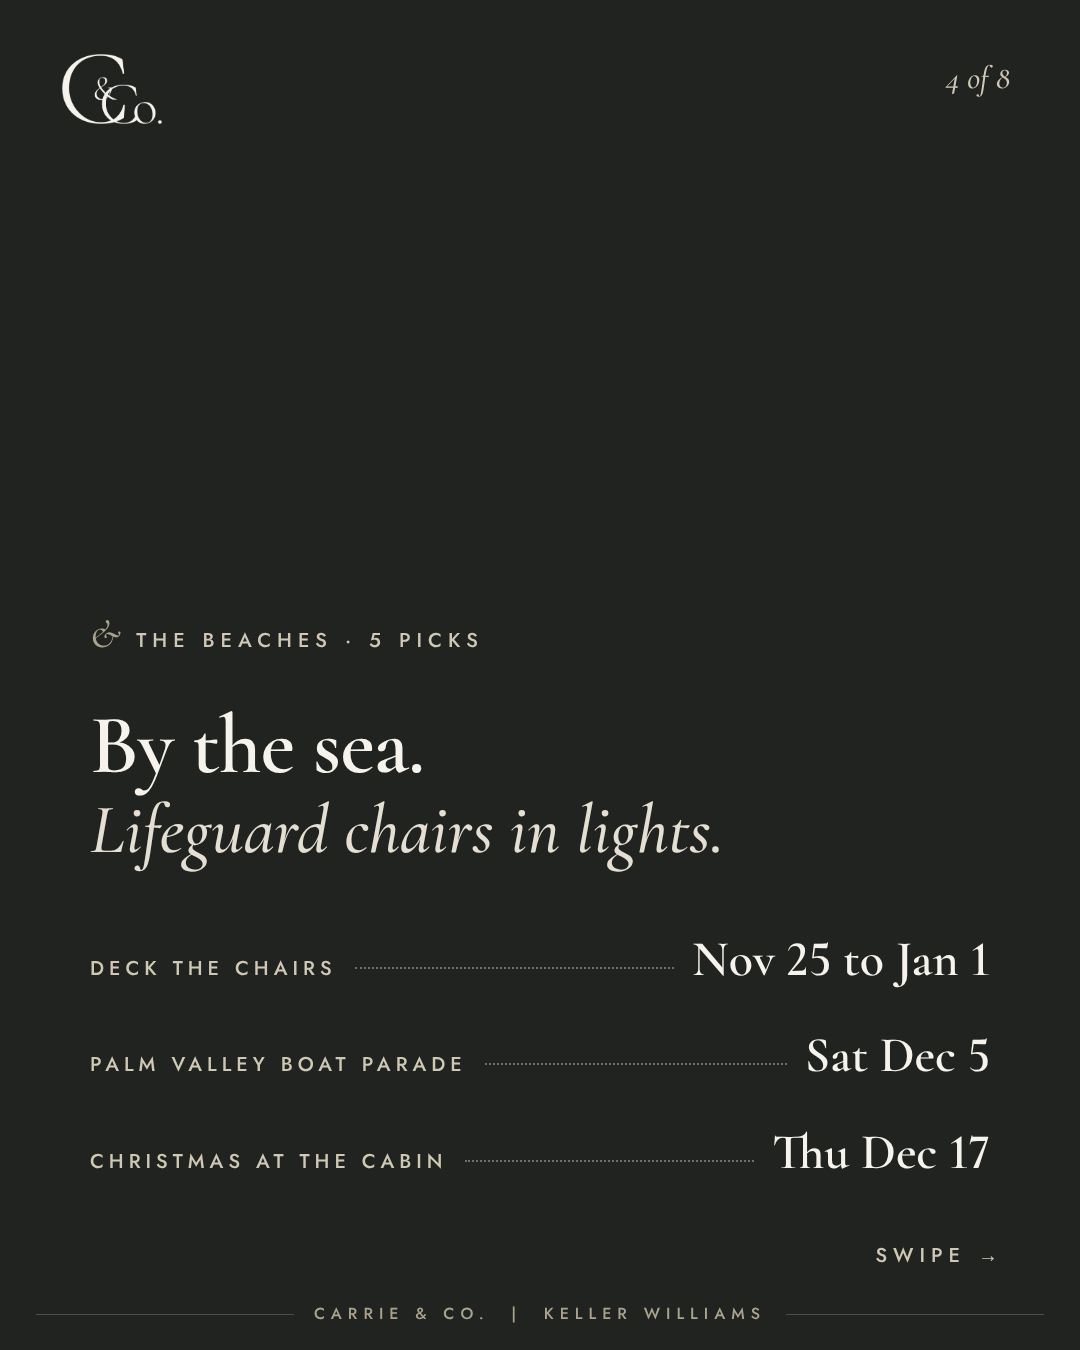 C&Co.
4 of 8
& THE BEACHES · 5 PICKS
By the sea.
Lifeguard chairs in lights.
DECK THE CHAIRS Nov 25 to Jan 1
PALM VALLEY BOAT PARADE Sat Dec 5
CHRISTMAS AT THE CABIN Thu Dec 17
SWIPE →
CARRIE & CO. | KELLER WILLIAMS